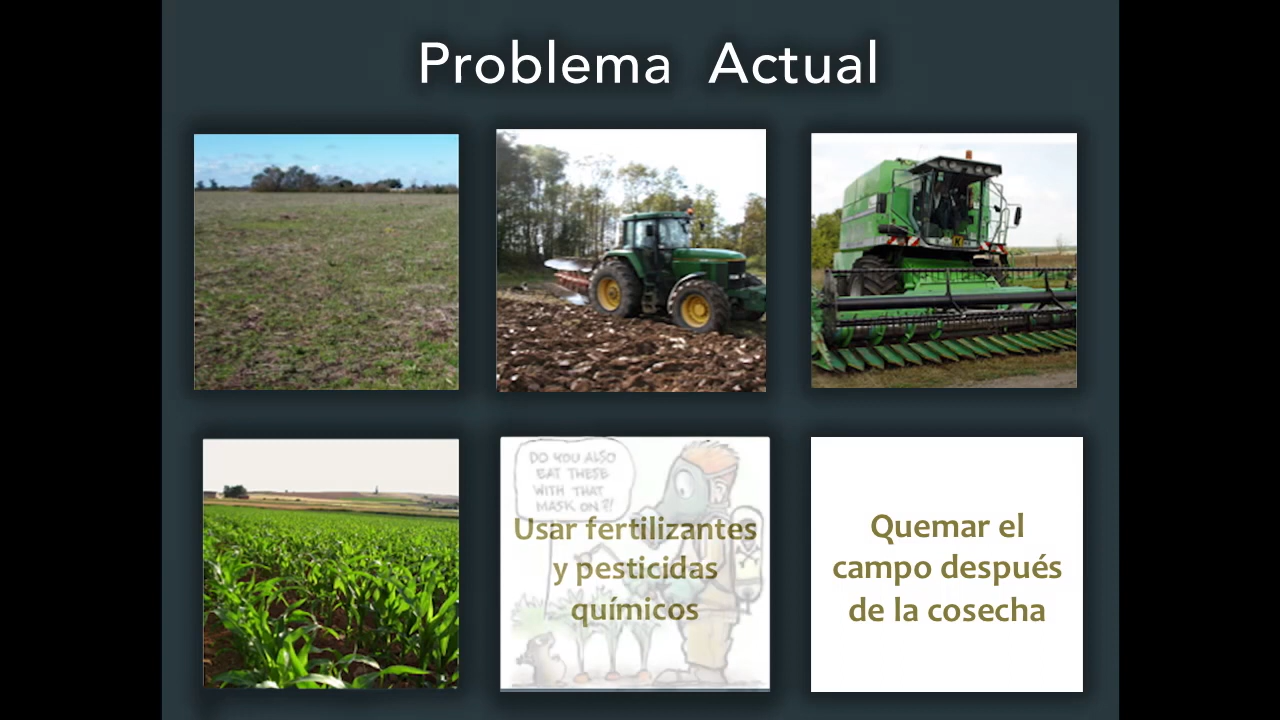 Problema Actual
DO YOU ALSO
EAT THESE
WITH THAT
MASK ON?!
Usar fertilizantes
y pesticidas
químicos
Quemar el
campo después
de la cosecha